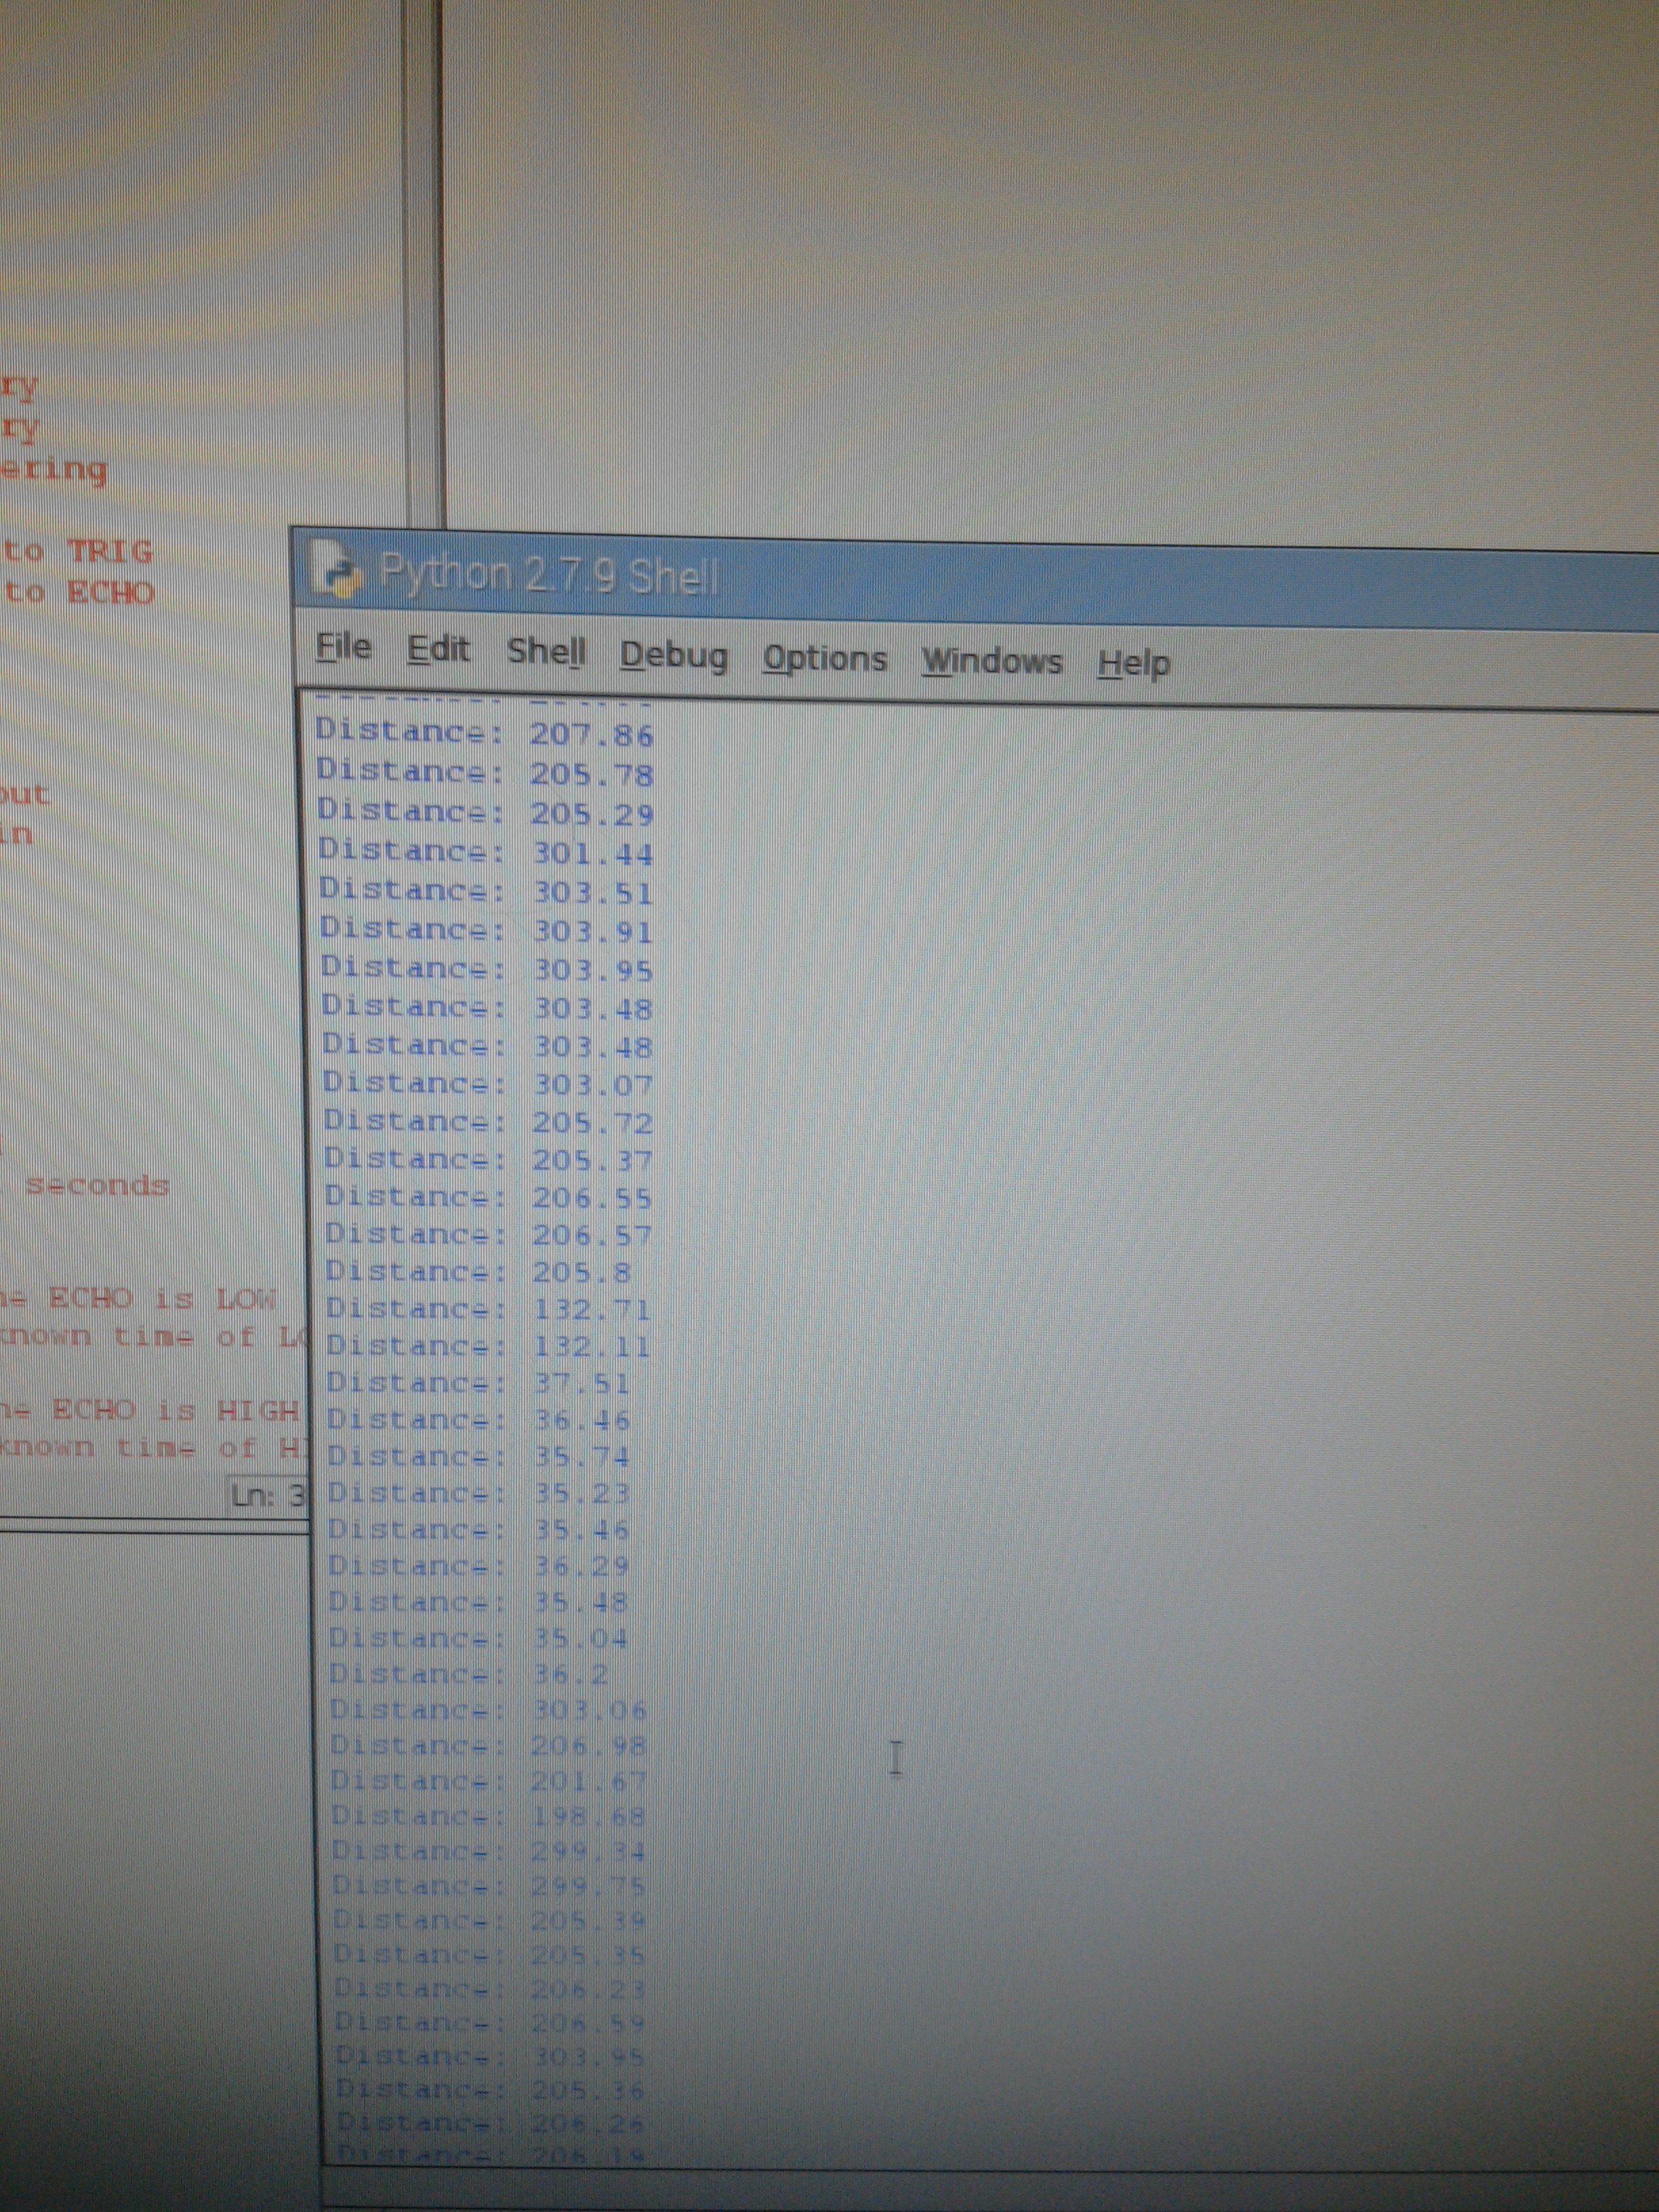 ry
ry
ering
to TRIG
to ECHO
out
in
seconds
ECHO is LOW
known time of
ECHO is HIGH
known time of
Ln: 3
Python 2.7.9 Shell
File Edit Shell Debug Options Windows Help
Distance: 207.86
Distance: 205.78
Distance: 205.29
Distance: 301.44
Distance: 303.51
Distance: 303.91
Distance: 303.95
Distance: 303.48
Distance: 303.48
Distance: 303.07
Distance: 205.72
Distance: 205.37
Distance: 206.55
Distance: 206.57
Distance: 205.8
Distance: 132.71
Distance: 132.11
Distance: 37.51
Distance: 36.46
Distance: 35.74
Distance: 35.23
Distance: 35.46
Distance: 36.29
Distance: 35.48
Distance: 35.04
Distance: 36.2
Distance: 303.06
Distance: 206.98
Distance: 201.67
Distance: 198.68
Distance: 299.34
Distance: 299.75
Distance: 205.39
Distance: 205.35
Distance: 206.23
Distance: 206.59
Distance: 303.95
Distance: 205.36
Distance: 206.26
Distance: 206.19